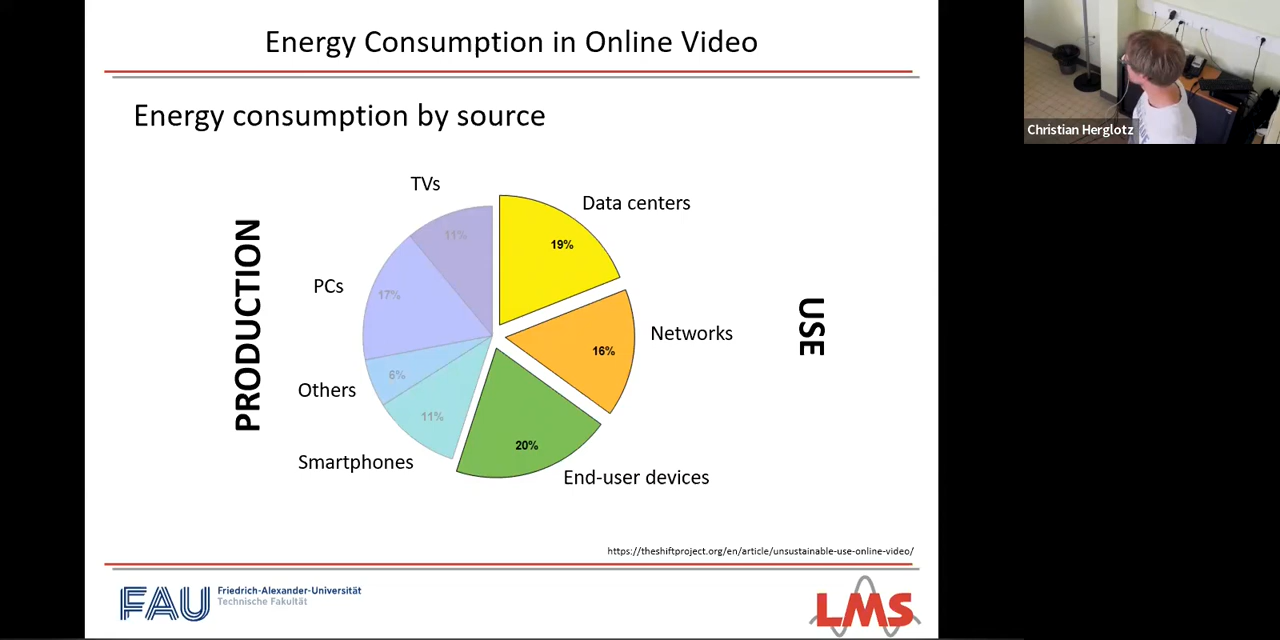 Energy Consumption in Online Video
Energy consumption by source
TVs
Data centers
11%
19%
PRODUCTION
PCs
17%
USE
Networks
16%
Others
6%
11%
20%
Smartphones
End-user devices
https://theshiftproject.org/en/article/unsustainable-use-online-video/
FAU
Friedrich-Alexander-Universität
Technische Fakultät
LMS
Christian Herglotz